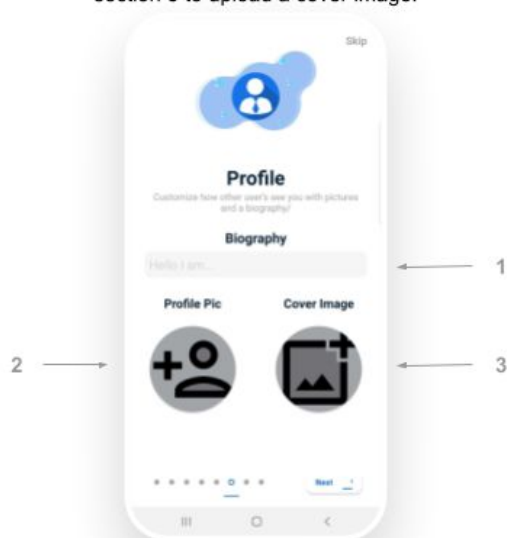 section 3 to upload a cover image.
Skip
Profile
Customize how other user's see you with pictures
and a biography!
Biography
Hello I am...
1
Profile Pic Cover Image
2
3
Next